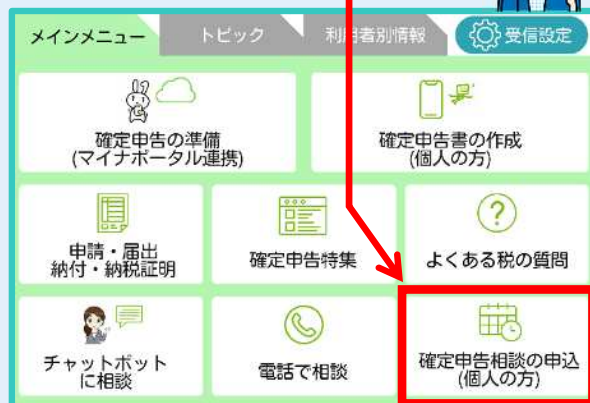 メインメニュー
トピック
利用者別情報
受信設定
確定申告の準備
(マイナポータル連携)
確定申告書の作成
(個人の方)
申請・届出
納付・納税証明
確定申告特集
よくある税の質問
チャットボット
に相談
電話で相談
確定申告相談の申込
(個人の方)